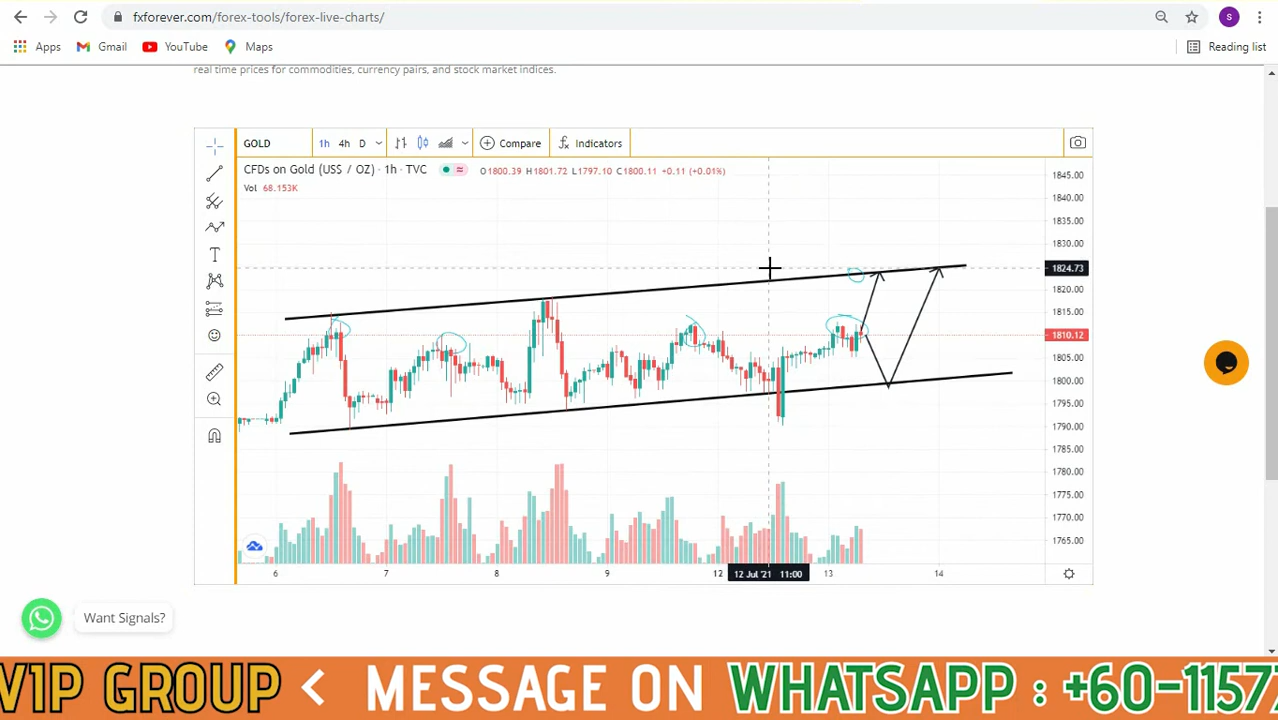 fxforever.com/forex-tools/forex-live-charts/
S
Apps Gmail YouTube Maps Reading list
real time prices for commodities, currency pairs, and stock market indices.
GOLD 1h 4h D Compare Indicators
CFDs on Gold (US$ / OZ) · 1h · TVC O1800.39 H1801.72 L1797.10 C1800.11 +0.11 (+0.01%)
Vol 68.153K
1845.00
1840.00
1835.00
1830.00
1824.73
1820.00
1815.00
1810.12
1805.00
1800.00
1795.00
1790.00
1785.00
1780.00
1775.00
1770.00
1765.00
6 7 8 9 12 12 Jul '21 11:00 13 14
Want Signals?
VIP GROUP < MESSAGE ON WHATSAPP : +60-1157